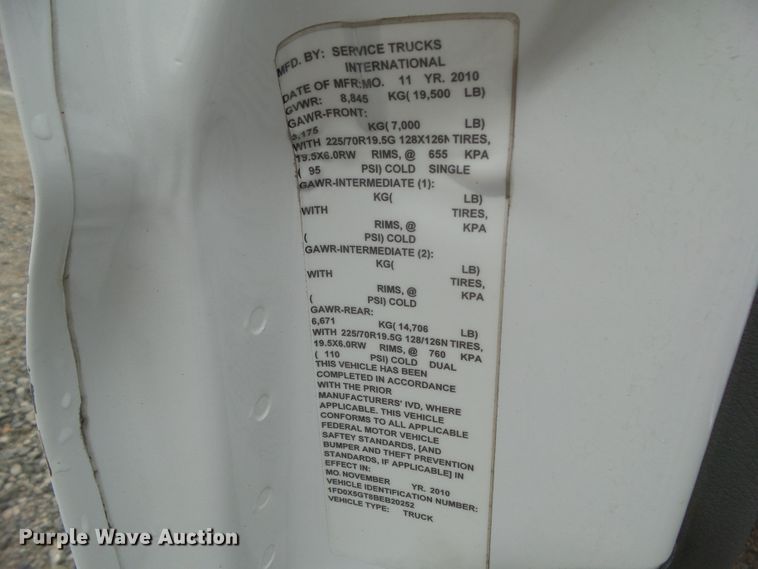 MFD. BY: SERVICE TRUCKS
INTERNATIONAL
DATE OF MFR:MO. 11 YR. 2010
GVWR: 8,845 KG( 19,500 LB)
GAWR-FRONT:
3,175 KG( 7,000 LB)
WITH 225/70R19.5G 128X126N TIRES,
19.5X6.0RW RIMS, @ 655 KPA
( 95 PSI) COLD SINGLE
GAWR-INTERMEDIATE (1):
KG( LB)
WITH TIRES,
RIMS, @ KPA
( PSI) COLD
GAWR-INTERMEDIATE (2):
KG( LB)
WITH TIRES,
RIMS, @ KPA
( PSI) COLD
GAWR-REAR:
6,671 KG( 14,706 LB)
WITH 225/70R19.5G 128/126N TIRES,
19.5X6.0RW RIMS, @ 760 KPA
( 110 PSI) COLD DUAL
THIS VEHICLE HAS BEEN
COMPLETED IN ACCORDANCE
WITH THE PRIOR
MANUFACTURERS' IVD, WHERE
APPLICABLE. THIS VEHICLE
CONFORMS TO ALL APPLICABLE
FEDERAL MOTOR VEHICLE
SAFTEY STANDARDS, [AND
BUMPER AND THEFT PREVENTION
STANDARDS, IF APPLICABLE] IN
EFFECT IN:
MO. NOVEMBER YR. 2010
VEHICLE IDENTIFICATION NUMBER:
1FD0X5GT8BEB20252
VEHICLE TYPE: TRUCK
Purple Wave Auction